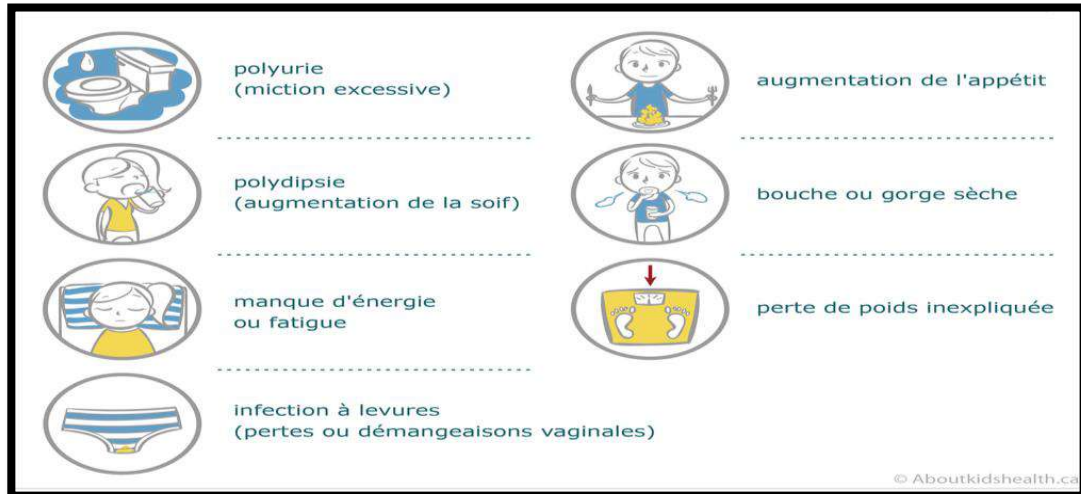 polyurie
(miction excessive)
polydipsie
(augmentation de la soif)
manque d'énergie
ou fatigue
infection à levures
(pertes ou démangeaisons vaginales)
augmentation de l'appétit
bouche ou gorge sèche
perte de poids inexpliquée
© Aboutkidshealth.ca